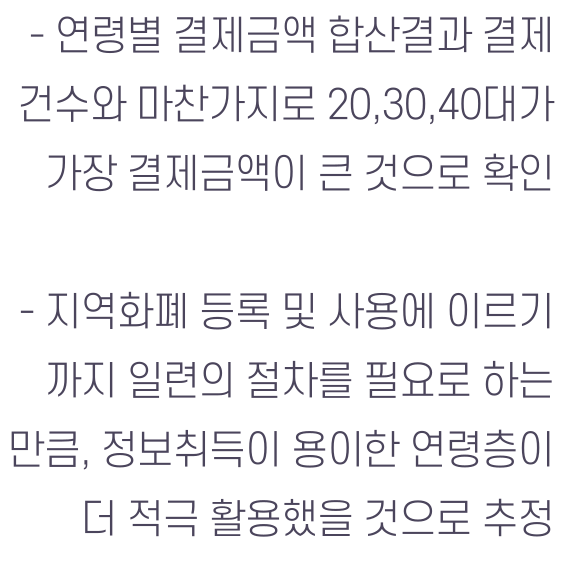 - 연령별 결제금액 합산결과 결제
건수와 마찬가지로 20,30,40대가
가장 결제금액이 큰 것으로 확인
- 지역화폐 등록 및 사용에 이르기
까지 일련의 절차를 필요로 하는
만큼, 정보취득이 용이한 연령층이
더 적극 활용했을 것으로 추정